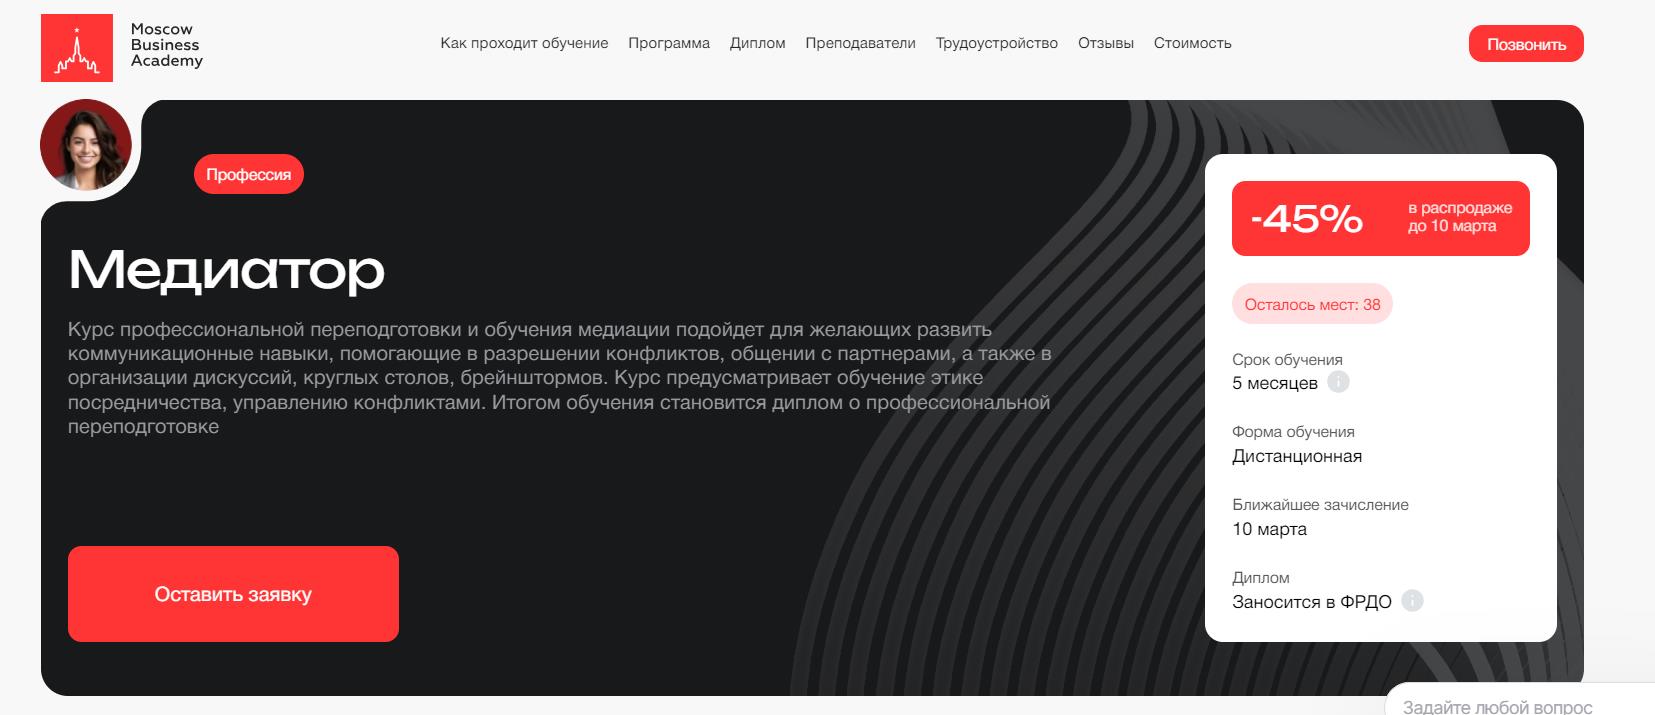 Moscow
Business
Academy
Как проходит обучение Программа Диплом Преподаватели Трудоустройство Отзывы Стоимость
Позвонить
Профессия
Медиатор
Курс профессиональной переподготовки и обучения медиации подойдет для желающих развить
коммуникационные навыки, помогающие в разрешении конфликтов, общении с партнерами, а также в
организации дискуссий, круглых столов, брейнштормов. Курс предусматривает обучение этике
посредничества, управлению конфликтами. Итогом обучения становится диплом о профессиональной
переподготовке
Оставить заявку
-45%
в распродаже
до 10 марта
Осталось мест: 38
Срок обучения
5 месяцев
Форма обучения
Дистанционная
Ближайшее зачисление
10 марта
Диплом
Заносится в ФРДО
Задайте любой вопрос